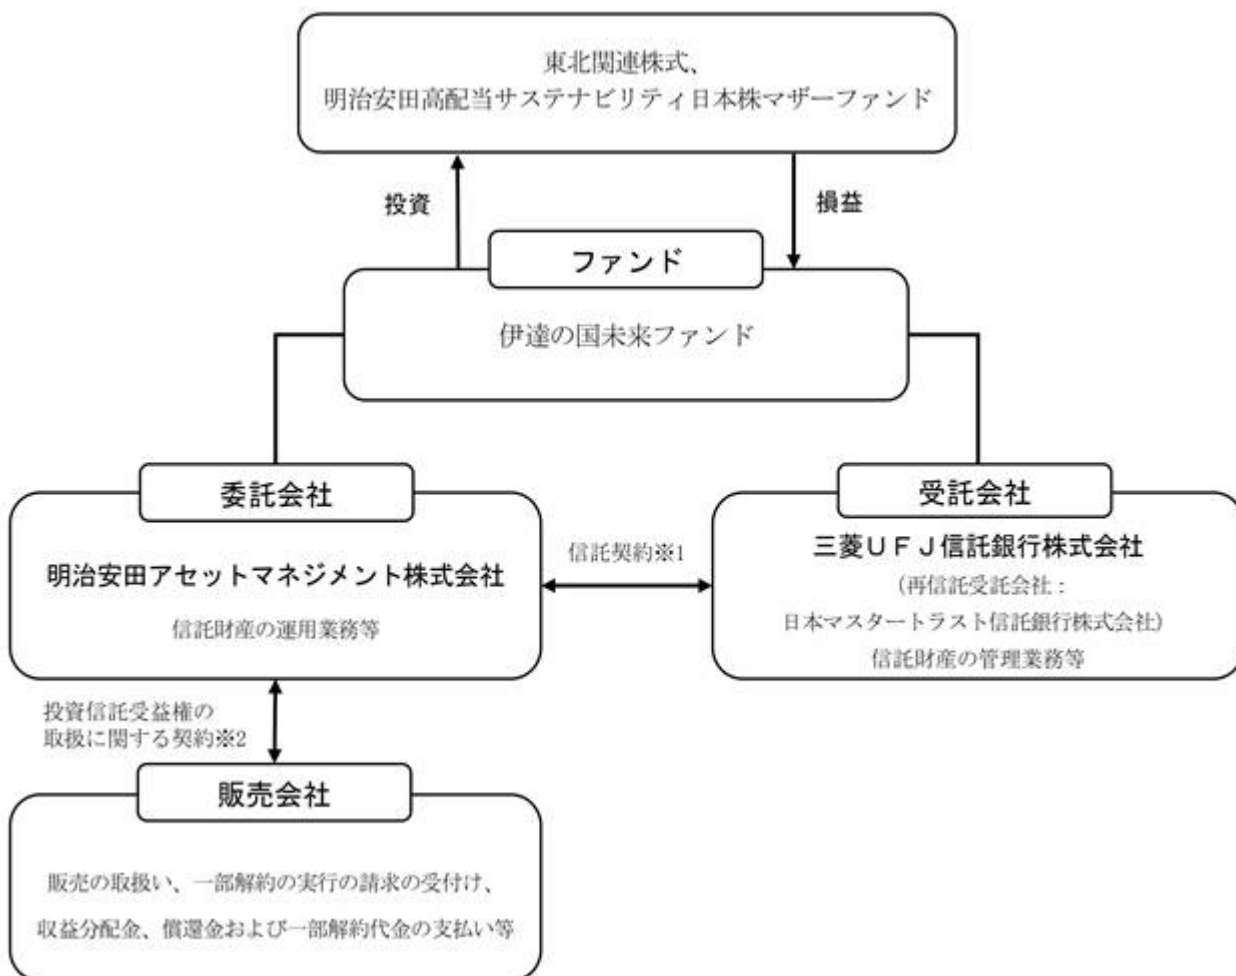 東北関連株式、
明治安田高配当サステナビリティ日本株マザーファンド
投資
損益
ファンド
伊達の国未来ファンド
委託会社
明治安田アセットマネジメント株式会社
信託財産の運用業務等
信託契約※1
受託会社
三菱UFJ信託銀行株式会社
(再信託受託会社:
日本マスタートラスト信託銀行株式会社)
信託財産の管理業務等
投資信託受益権の
取扱に関する契約※2
販売会社
販売の取扱い、一部解約の実行の請求の受付け、
収益分配金、償還金および一部解約代金の支払い等